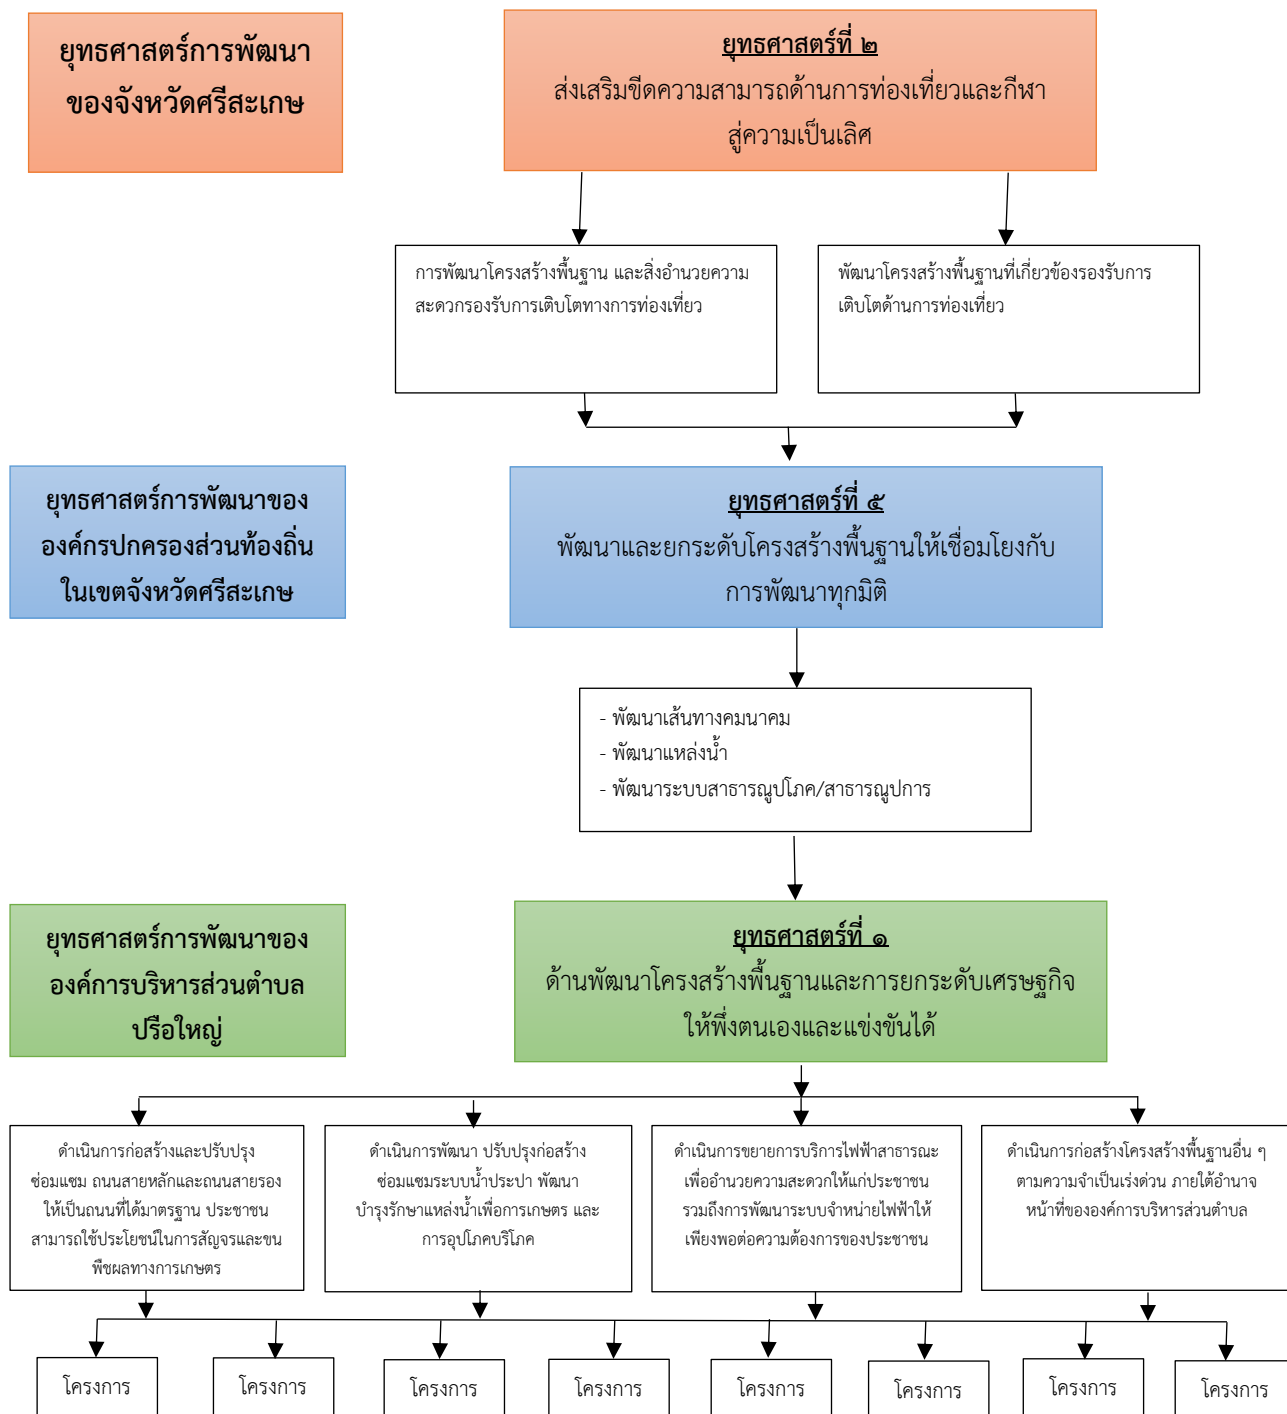 ยุทธศาสตร์การพัฒนา
ของจังหวัดศรีสะเกษ
ยุทธศาสตร์ที่ ๒
ส่งเสริมขีดความสามารถด้านการท่องเที่ยวและกีฬา
สู่ความเป็นเลิศ
การพัฒนาโครงสร้างพื้นฐาน และสิ่งอำนวยความ
สะดวกรองรับการเติบโตทางการท่องเที่ยว
พัฒนาโครงสร้างพื้นฐานที่เกี่ยวข้องรองรับการ
เติบโตด้านการท่องเที่ยว
ยุทธศาสตร์การพัฒนาของ
องค์กรปกครองส่วนท้องถิ่น
ในเขตจังหวัดศรีสะเกษ
ยุทธศาสตร์ที่ ๕
พัฒนาและยกระดับโครงสร้างพื้นฐานให้เชื่อมโยงกับ
การพัฒนาทุกมิติ
- พัฒนาเส้นทางคมนาคม
- พัฒนาแหล่งน้ำ
- พัฒนาระบบสาธารณูปโภค/สาธารณูปการ
ยุทธศาสตร์การพัฒนาของ
องค์การบริหารส่วนตำบล
ปรือใหญ่
ยุทธศาสตร์ที่ ๑
ด้านพัฒนาโครงสร้างพื้นฐานและการยกระดับเศรษฐกิจ
ให้พึ่งตนเองและแข่งขันได้
ดำเนินการก่อสร้างและปรับปรุง
ซ่อมแซม ถนนสายหลักและถนนสายรอง
ให้เป็นถนนที่ได้มาตรฐาน ประชาชน
สามารถใช้ประโยชน์ในการสัญจรและขน
พืชผลทางการเกษตร
ดำเนินการพัฒนา ปรับปรุงก่อสร้าง
ซ่อมแซมระบบน้ำประปา พัฒนา
บำรุงรักษาแหล่งน้ำเพื่อการเกษตร และ
การอุปโภคบริโภค
ดำเนินการขยายการบริการไฟฟ้าสาธารณะ
เพื่ออำนวยความสะดวกให้แก่ประชาชน
รวมถึงการพัฒนาระบบจำหน่ายไฟฟ้าให้
เพียงพอต่อความต้องการของประชาชน
ดำเนินการก่อสร้างโครงสร้างพื้นฐานอื่น ๆ
ตามความจำเป็นเร่งด่วน ภายใต้อำนาจ
หน้าที่ขององค์การบริหารส่วนตำบล
โครงการ
โครงการ
โครงการ
โครงการ
โครงการ
โครงการ
โครงการ
โครงการ